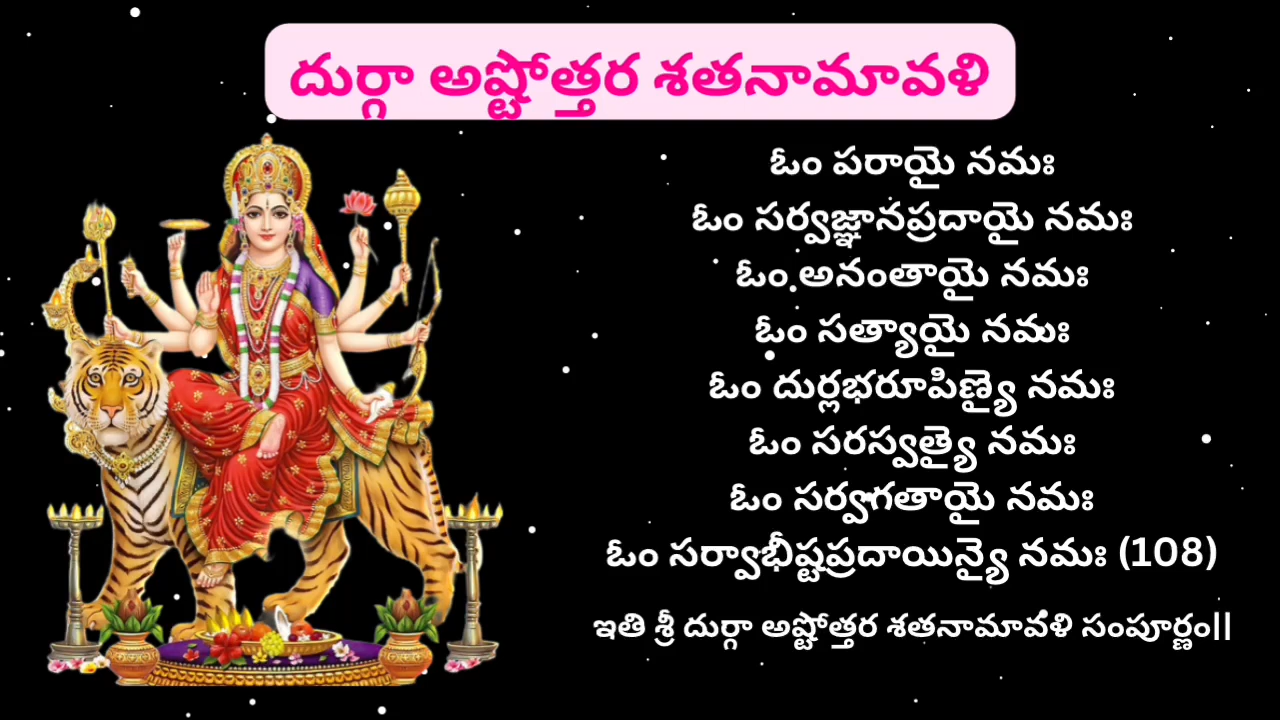 దుర్గా అష్టోత్తర శతనామావళి
ఓం పరాయై నమః
ఓం సర్వజ్ఞానప్రదాయై నమః
ఓం అనంతాయై నమః
ఓం సత్యాయై నమః
ఓం దుర్లభరూపిణ్యై నమః
ఓం సరస్వత్యై నమః
ఓం సర్వగతాయై నమః
ఓం సర్వాభీష్టప్రదాయిన్యై నమః (108)
ఇతి శ్రీ దుర్గా అష్టోత్తర శతనామావళి సంపూర్ణం||